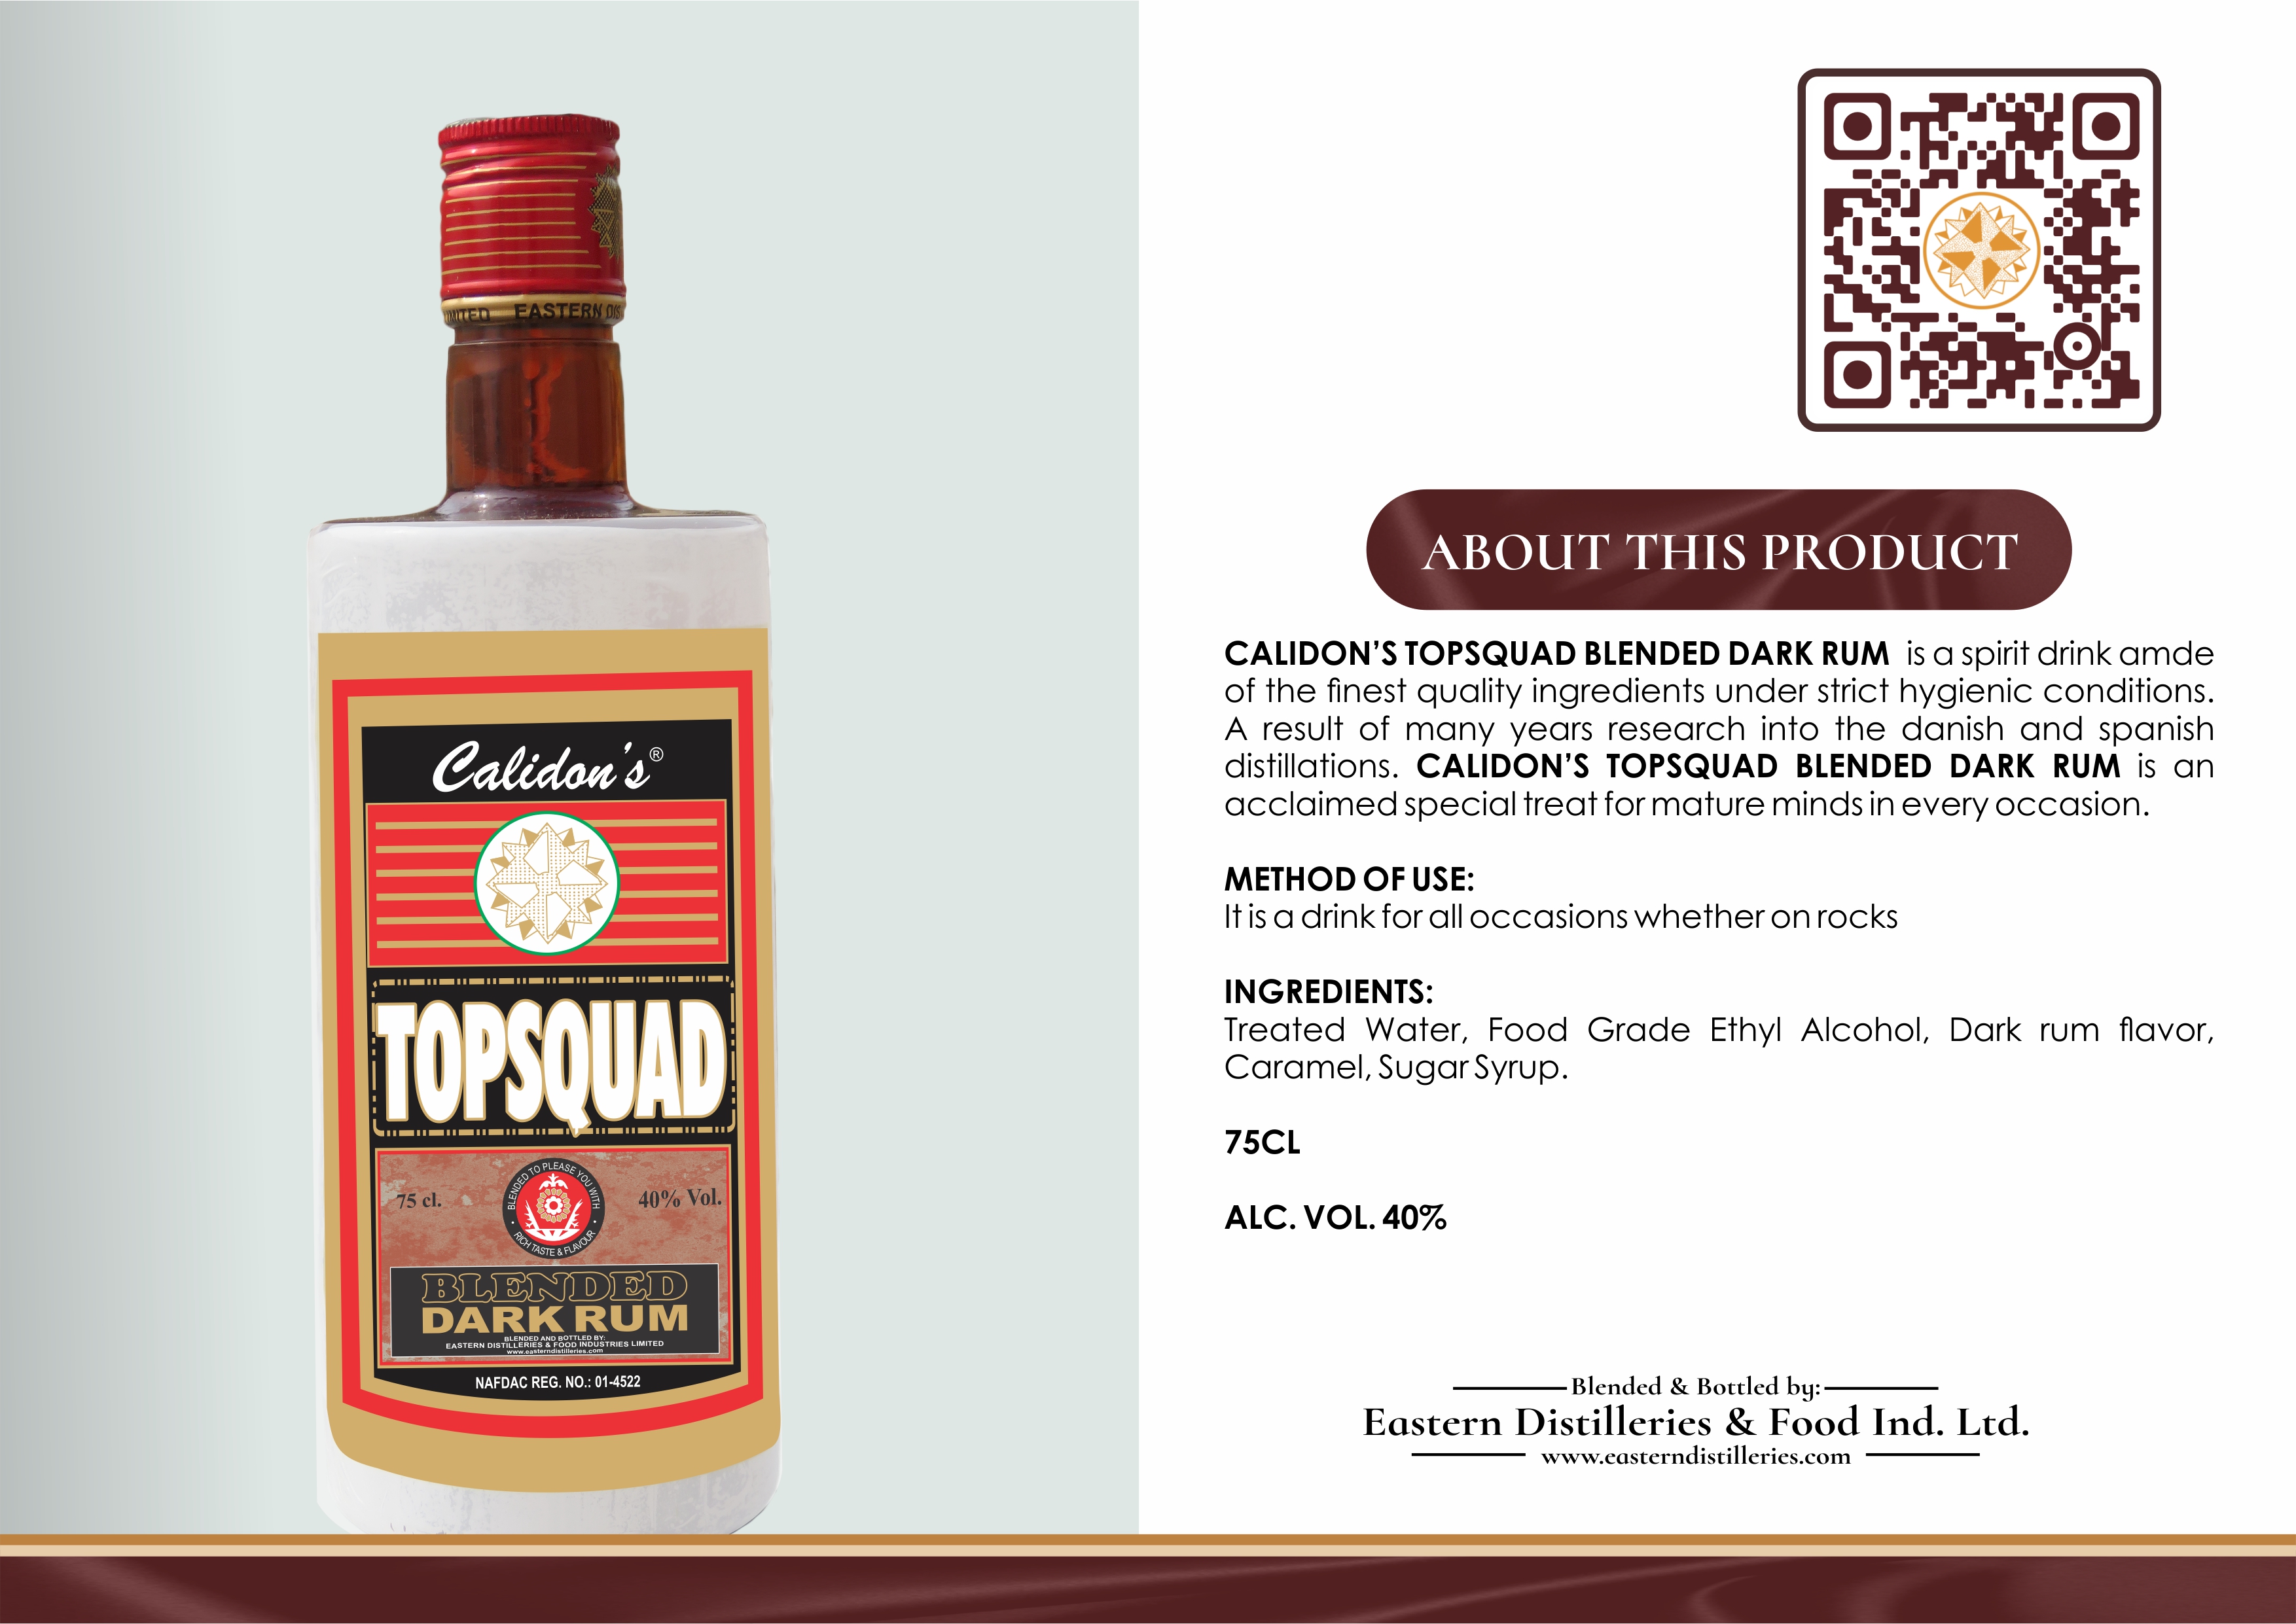 IMITED EASTERN DIS
Calidon's®
TOPSQUAD
75 cl.
BLENDED TO PLEASE YOU WITH
• RICH TASTE & FLAVOUR •
40% Vol.
BLENDED
DARK RUM
BLENDED AND BOTTLED BY:
EASTERN DISTILLERIES & FOOD INDUSTRIES LIMITED
www.easterndistilleries.com
NAFDAC REG. NO.: 01-4522
ABOUT THIS PRODUCT
CALIDON'S TOPSQUAD BLENDED DARK RUM is a spirit drink amde
of the finest quality ingredients under strict hygienic conditions.
A result of many years research into the danish and spanish
distillations. CALIDON'S TOPSQUAD BLENDED DARK RUM is an
acclaimed special treat for mature minds in every occasion.
METHOD OF USE:
It is a drink for all occasions whether on rocks
INGREDIENTS:
Treated Water, Food Grade Ethyl Alcohol, Dark rum flavor,
Caramel, Sugar Syrup.
75CL
ALC. VOL. 40%
Blended & Bottled by:
Eastern Distilleries & Food Ind. Ltd.
www.easterndistilleries.com